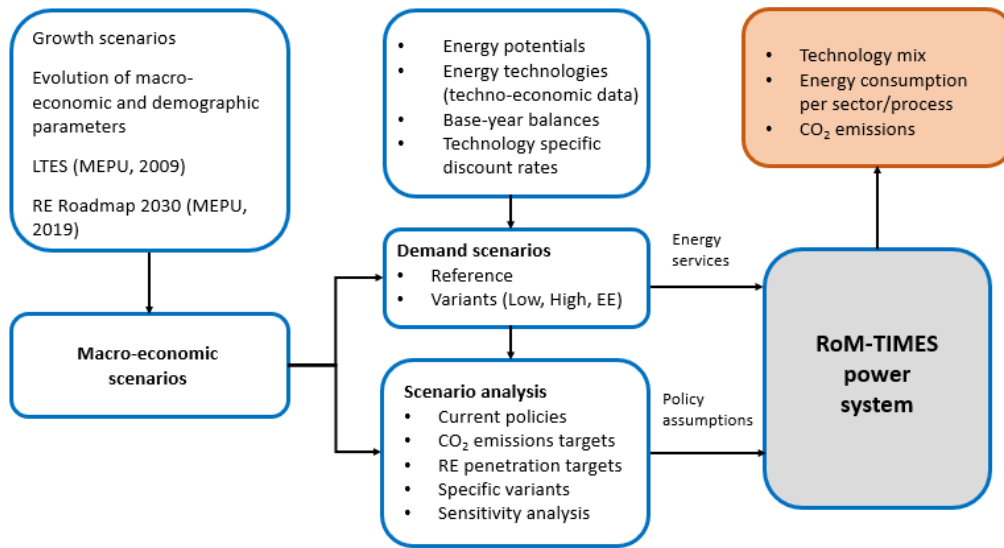 Growth scenarios
Evolution of macro-
economic and demographic
parameters
LTES (MEPU, 2009)
RE Roadmap 2030 (MEPU,
2019)
Macro-economic
scenarios
• Energy potentials
• Energy technologies
(techno-economic data)
• Base-year balances
• Technology specific
discount rates
Demand scenarios
• Reference
• Variants (Low, High, EE)
Scenario analysis
• Current policies
• CO₂ emissions targets
• RE penetration targets
• Specific variants
• Sensitivity analysis
Energy
services
Policy
assumptions
RoM-TIMES
power
system
• Technology mix
• Energy consumption
per sector/process
• CO₂ emissions